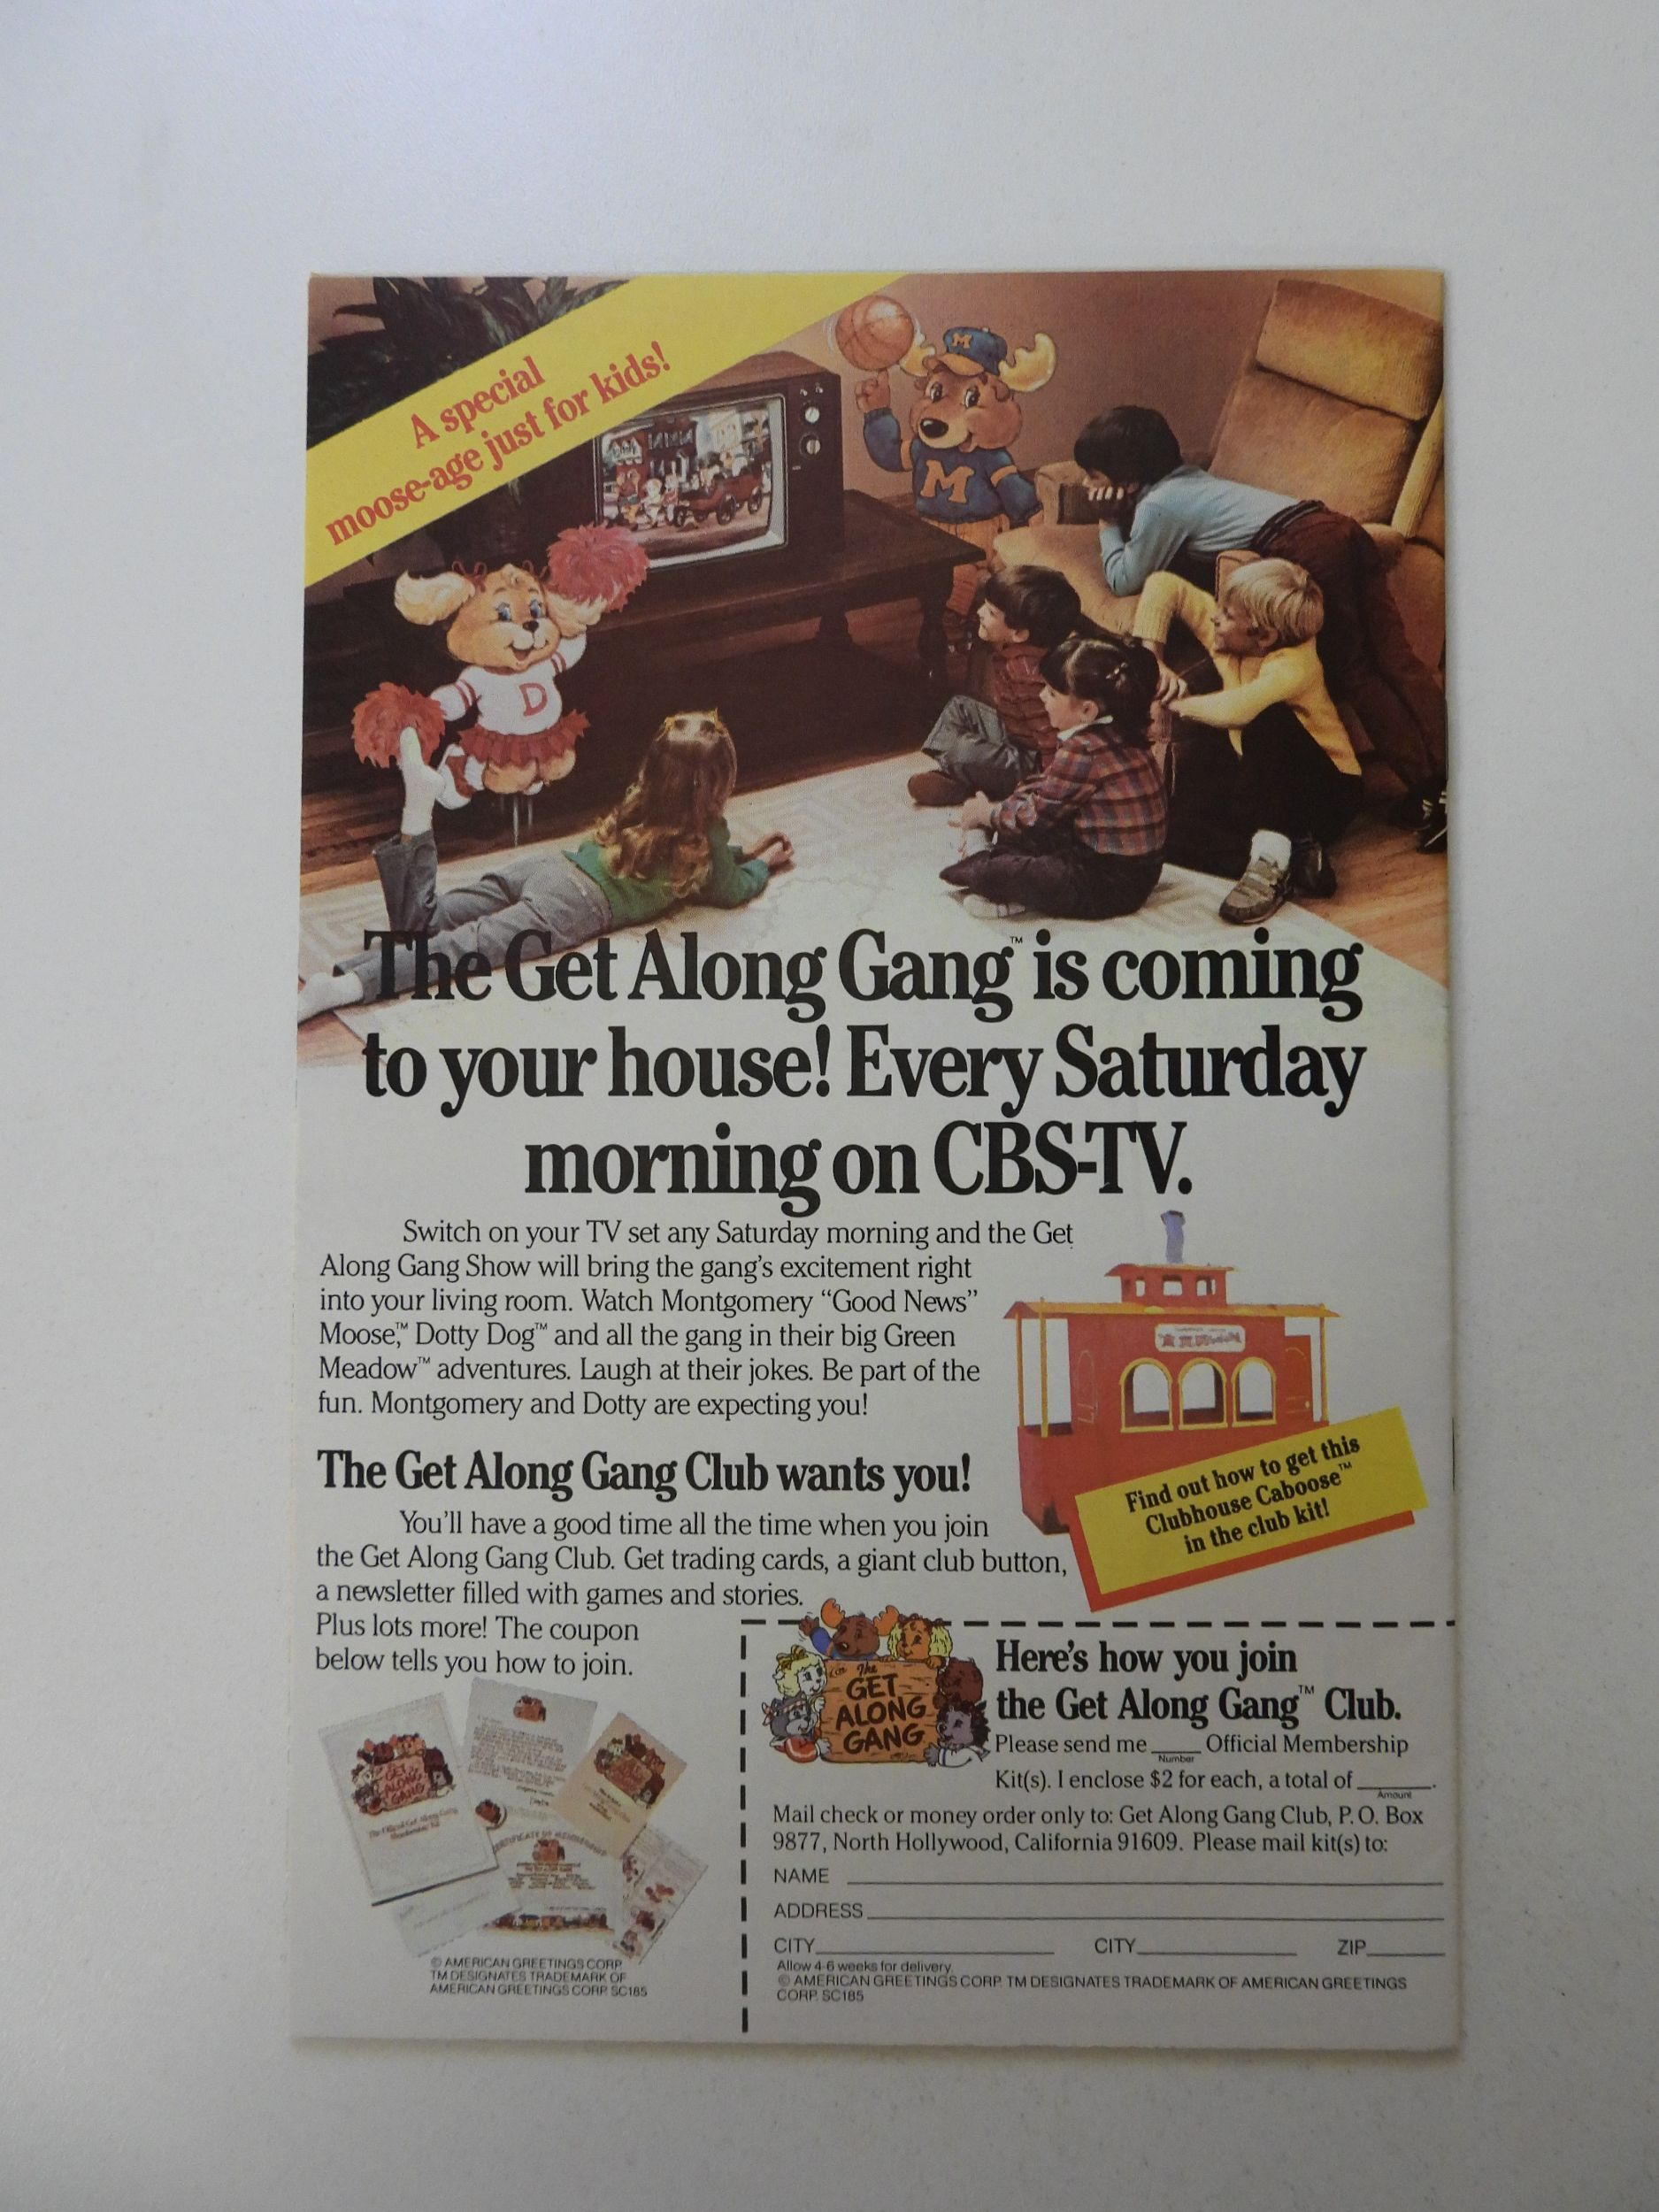 A special
moose-age just for kids!
M
M
D
The Get Along Gang™ is coming
to your house! Every Saturday
morning on CBS-TV.
Switch on your TV set any Saturday morning and the Get
Along Gang Show will bring the gang's excitement right
into your living room. Watch Montgomery “Good News”
Moose,™ Dotty Dog™ and all the gang in their big Green
Meadow™ adventures. Laugh at their jokes. Be part of the
fun. Montgomery and Dotty are expecting you!
Find out how to get this
Clubhouse Caboose™
in the club kit!
The Get Along Gang Club wants you!
You'll have a good time all the time when you join
the Get Along Gang Club. Get trading cards, a giant club button,
a newsletter filled with games and stories.
Plus lots more! The coupon
below tells you how to join.
GET
ALONG
GANG
CERTIFICATE OF MEMBERSHIP
© AMERICAN GREETINGS CORP.
TM DESIGNATES TRADEMARK OF
AMERICAN GREETINGS CORP. SC185
The
GET
ALONG
GANG
Here's how you join
the Get Along Gang™ Club.
Please send me ____ Official Membership
Number
Kit(s). I enclose $2 for each, a total of ______.
Amount
Mail check or money order only to: Get Along Gang Club, P.O. Box
9877, North Hollywood, California 91609. Please mail kit(s) to:
NAME
ADDRESS
CITY CITY ZIP
Allow 4-6 weeks for delivery.
© AMERICAN GREETINGS CORP. TM DESIGNATES TRADEMARK OF AMERICAN GREETINGS
CORP. SC185